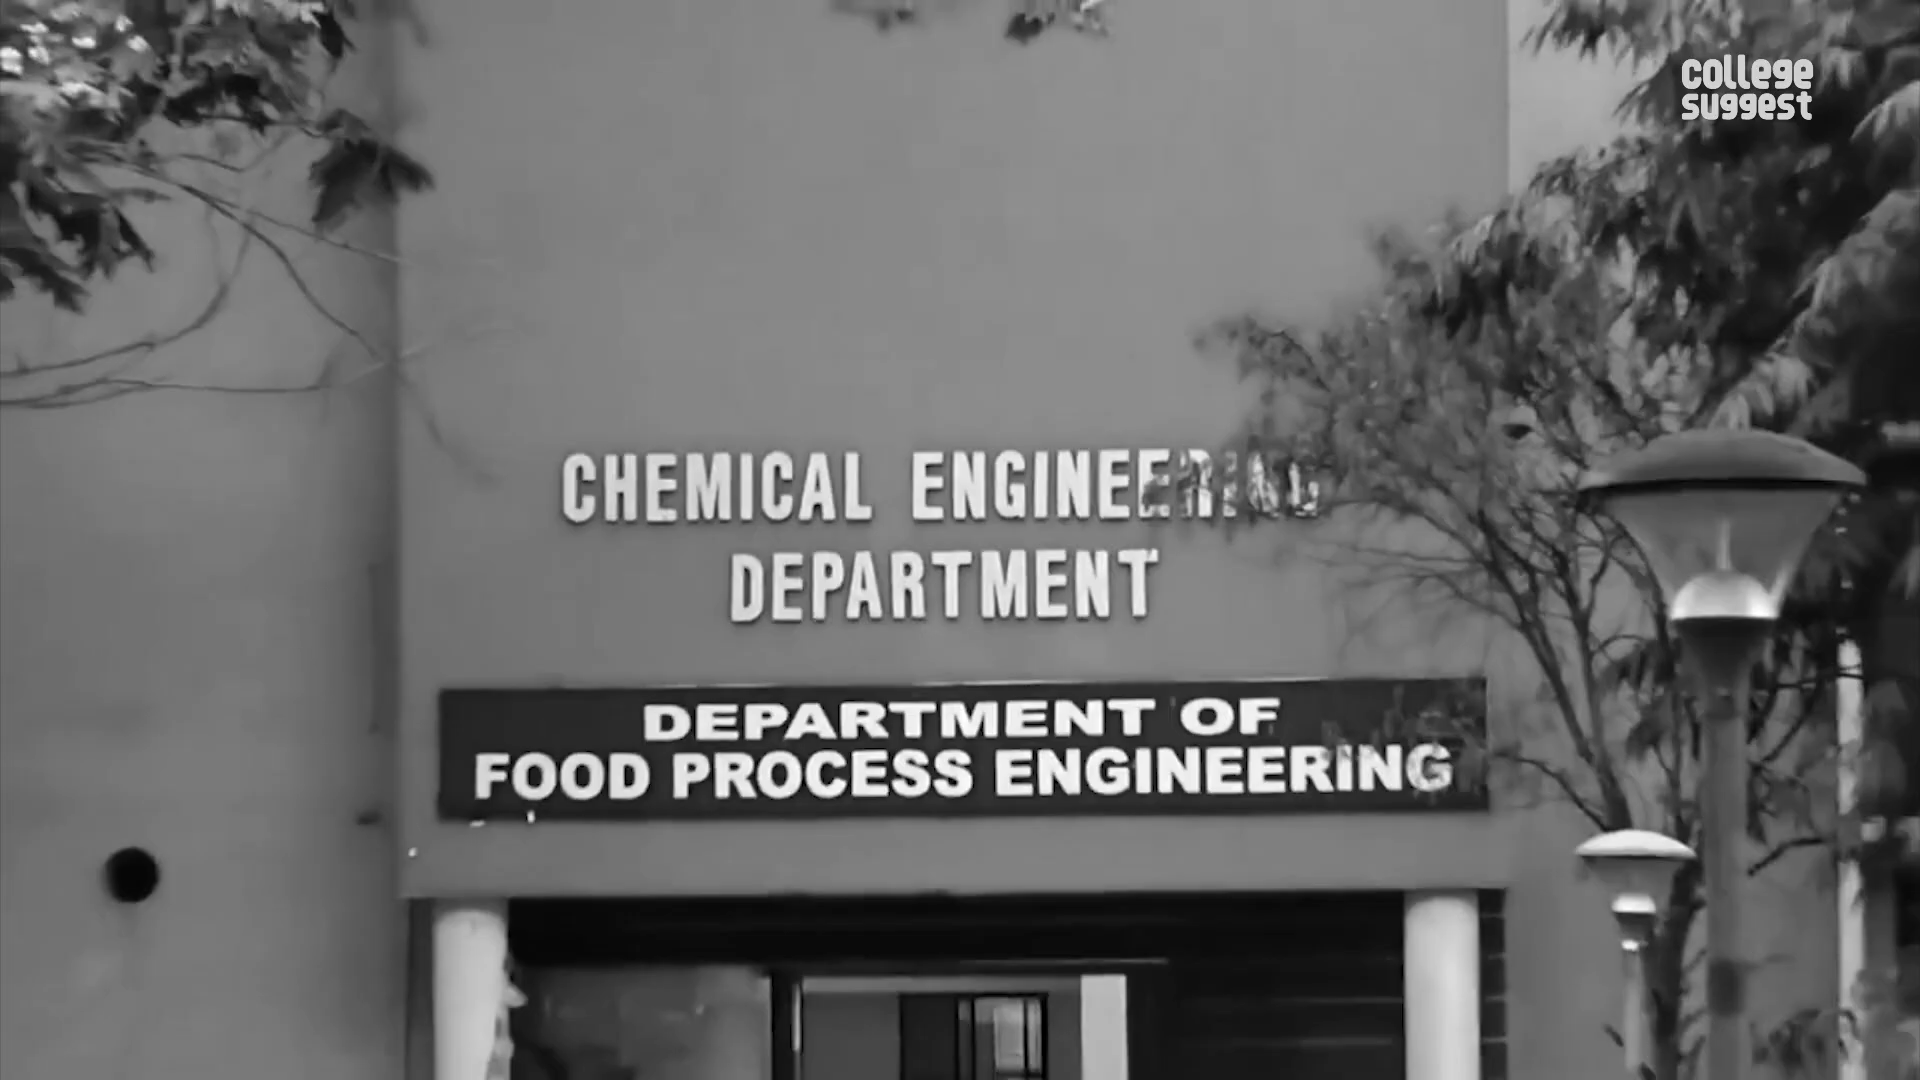 college
suggest
CHEMICAL ENGINEERING
DEPARTMENT
DEPARTMENT OF
FOOD PROCESS ENGINEERING